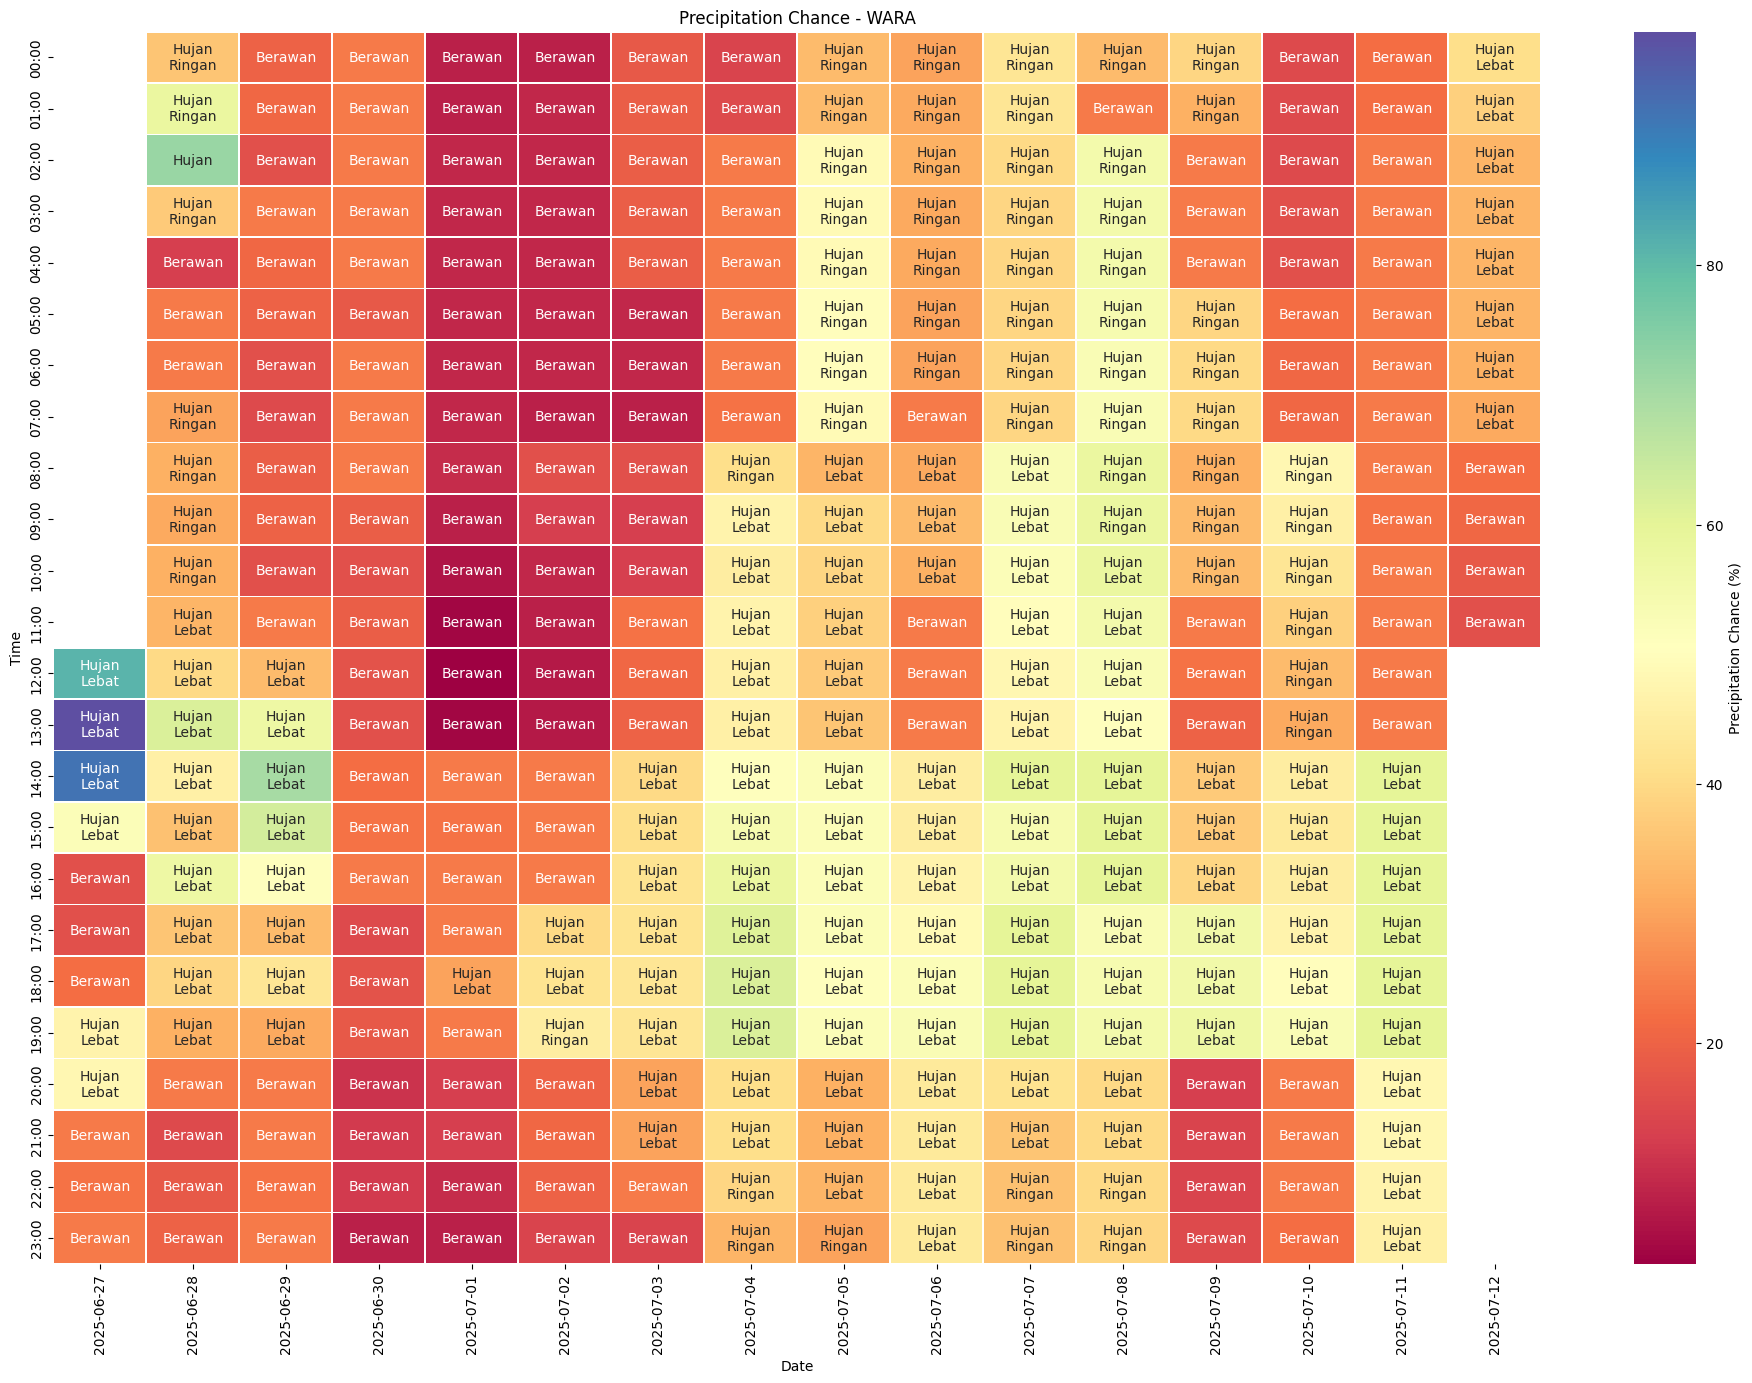 Precipitation Chance - WARA
00:00 Hujan Ringan Berawan Berawan Berawan Berawan Berawan Berawan Hujan Ringan Hujan Ringan Hujan Ringan Hujan Ringan Hujan Ringan Berawan Berawan Hujan Lebat
01:00 Hujan Ringan Berawan Berawan Berawan Berawan Berawan Berawan Hujan Ringan Hujan Ringan Hujan Ringan Berawan Hujan Ringan Berawan Berawan Hujan Lebat
02:00 Hujan Berawan Berawan Berawan Berawan Berawan Berawan Hujan Ringan Hujan Ringan Hujan Ringan Hujan Ringan Berawan Berawan Berawan Hujan Lebat
03:00 Hujan Ringan Berawan Berawan Berawan Berawan Berawan Berawan Hujan Ringan Hujan Ringan Hujan Ringan Hujan Ringan Berawan Berawan Berawan Hujan Lebat
04:00 Berawan Berawan Berawan Berawan Berawan Berawan Berawan Hujan Ringan Hujan Ringan Hujan Ringan Hujan Ringan Berawan Berawan Berawan Hujan Lebat
05:00 Berawan Berawan Berawan Berawan Berawan Berawan Berawan Hujan Ringan Hujan Ringan Hujan Ringan Hujan Ringan Hujan Ringan Berawan Berawan Hujan Lebat
06:00 Berawan Berawan Berawan Berawan Berawan Berawan Berawan Hujan Ringan Hujan Ringan Hujan Ringan Hujan Ringan Hujan Ringan Berawan Berawan Hujan Lebat
07:00 Hujan Ringan Berawan Berawan Berawan Berawan Berawan Berawan Hujan Ringan Berawan Hujan Ringan Hujan Ringan Hujan Ringan Berawan Berawan Hujan Lebat
08:00 Hujan Ringan Berawan Berawan Berawan Berawan Berawan Hujan Ringan Hujan Lebat Hujan Lebat Hujan Lebat Hujan Ringan Hujan Ringan Hujan Ringan Berawan Berawan
09:00 Hujan Ringan Berawan Berawan Berawan Berawan Berawan Hujan Lebat Hujan Lebat Hujan Lebat Hujan Lebat Hujan Ringan Hujan Ringan Hujan Ringan Berawan Berawan
10:00 Hujan Ringan Berawan Berawan Berawan Berawan Berawan Hujan Lebat Hujan Lebat Hujan Lebat Hujan Lebat Hujan Lebat Hujan Ringan Hujan Ringan Berawan Berawan
11:00 Hujan Lebat Berawan Berawan Berawan Berawan Berawan Hujan Lebat Hujan Lebat Berawan Hujan Lebat Hujan Lebat Berawan Hujan Ringan Berawan Berawan
12:00 Hujan Lebat Hujan Lebat Hujan Lebat Berawan Berawan Berawan Berawan Hujan Lebat Hujan Lebat Berawan Hujan Lebat Hujan Lebat Berawan Hujan Ringan Berawan
13:00 Hujan Lebat Hujan Lebat Hujan Lebat Berawan Berawan Berawan Berawan Hujan Lebat Hujan Lebat Berawan Hujan Lebat Hujan Lebat Berawan Hujan Ringan Berawan
14:00 Hujan Lebat Hujan Lebat Hujan Lebat Berawan Berawan Berawan Hujan Lebat Hujan Lebat Hujan Lebat Hujan Lebat Hujan Lebat Hujan Lebat Hujan Lebat Hujan Lebat Hujan Lebat
15:00 Hujan Lebat Hujan Lebat Hujan Lebat Berawan Berawan Berawan Hujan Lebat Hujan Lebat Hujan Lebat Hujan Lebat Hujan Lebat Hujan Lebat Hujan Lebat Hujan Lebat Hujan Lebat
16:00 Berawan Hujan Lebat Hujan Lebat Berawan Berawan Berawan Hujan Lebat Hujan Lebat Hujan Lebat Hujan Lebat Hujan Lebat Hujan Lebat Hujan Lebat Hujan Lebat Hujan Lebat
17:00 Berawan Hujan Lebat Hujan Lebat Berawan Berawan Hujan Lebat Hujan Lebat Hujan Lebat Hujan Lebat Hujan Lebat Hujan Lebat Hujan Lebat Hujan Lebat Hujan Lebat Hujan Lebat
18:00 Berawan Hujan Lebat Hujan Lebat Berawan Hujan Lebat Hujan Lebat Hujan Lebat Hujan Lebat Hujan Lebat Hujan Lebat Hujan Lebat Hujan Lebat Hujan Lebat Hujan Lebat Hujan Lebat
19:00 Hujan Lebat Hujan Lebat Hujan Lebat Berawan Berawan Hujan Ringan Hujan Lebat Hujan Lebat Hujan Lebat Hujan Lebat Hujan Lebat Hujan Lebat Hujan Lebat Hujan Lebat Hujan Lebat
20:00 Hujan Lebat Berawan Berawan Berawan Berawan Berawan Hujan Lebat Hujan Lebat Hujan Lebat Hujan Lebat Hujan Lebat Hujan Lebat Berawan Berawan Hujan Lebat
21:00 Berawan Berawan Berawan Berawan Berawan Berawan Hujan Lebat Hujan Lebat Hujan Lebat Hujan Lebat Hujan Lebat Hujan Lebat Berawan Berawan Hujan Lebat
22:00 Berawan Berawan Berawan Berawan Berawan Berawan Berawan Hujan Ringan Hujan Lebat Hujan Lebat Hujan Ringan Hujan Ringan Berawan Berawan Hujan Lebat
23:00 Berawan Berawan Berawan Berawan Berawan Berawan Berawan Hujan Ringan Hujan Ringan Hujan Lebat Hujan Ringan Hujan Ringan Berawan Berawan Hujan Lebat
Time
2025-06-27 2025-06-28 2025-06-29 2025-06-30 2025-07-01 2025-07-02 2025-07-03 2025-07-04 2025-07-05 2025-07-06 2025-07-07 2025-07-08 2025-07-09 2025-07-10 2025-07-11 2025-07-12
Date
80
60
40
20
Precipitation Chance (%)